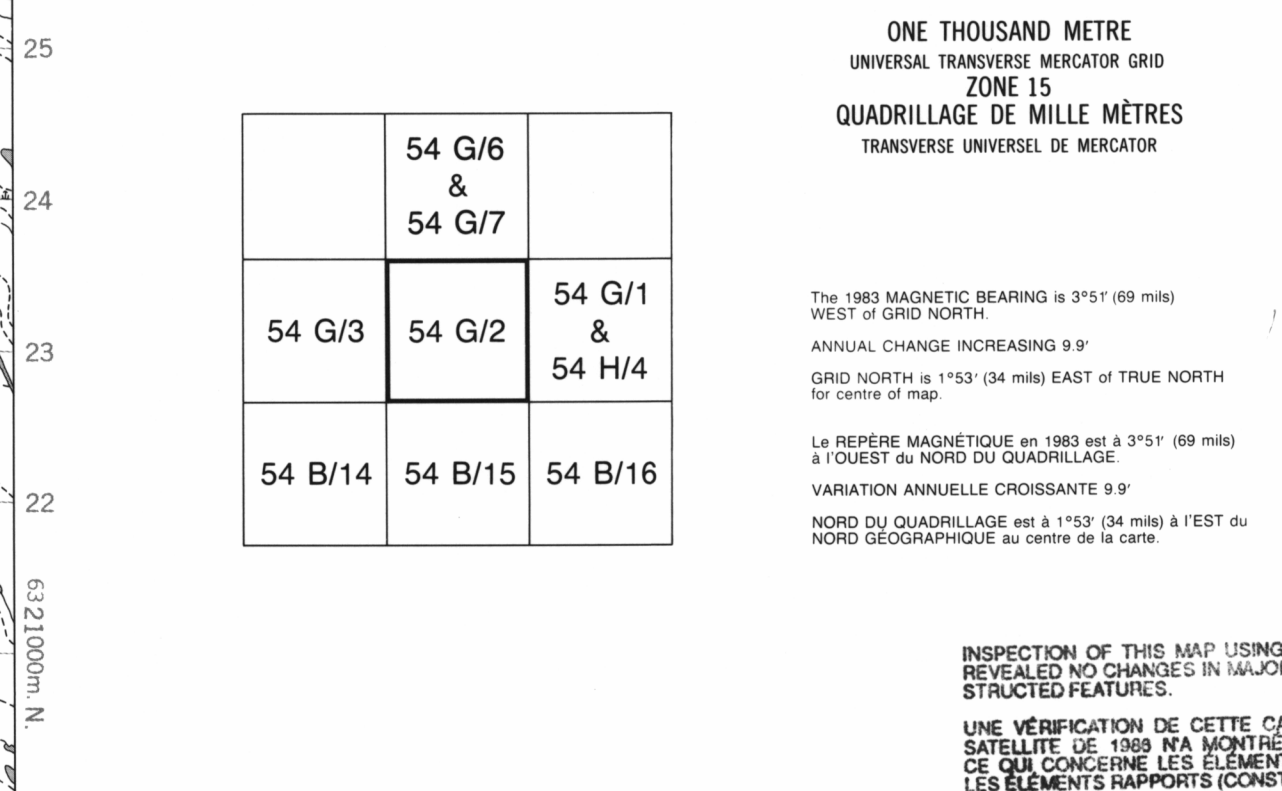 25
24
23
22
6321000m. N.
54 G/6
&
54 G/7
54 G/3
54 G/2
54 G/1
&
54 H/4
54 B/14
54 B/15
54 B/16
ONE THOUSAND METRE
UNIVERSAL TRANSVERSE MERCATOR GRID
ZONE 15
QUADRILLAGE DE MILLE MÈTRES
TRANSVERSE UNIVERSEL DE MERCATOR
The 1983 MAGNETIC BEARING is 3°51′ (69 mils)
WEST of GRID NORTH.
ANNUAL CHANGE INCREASING 9.9′
GRID NORTH is 1°53′ (34 mils) EAST of TRUE NORTH
for centre of map.
Le REPÈRE MAGNÉTIQUE en 1983 est à 3°51′ (69 mils)
à l'OUEST du NORD DU QUADRILLAGE.
VARIATION ANNUELLE CROISSANTE 9.9′
NORD DU QUADRILLAGE est à 1°53′ (34 mils) à l'EST du
NORD GÉOGRAPHIQUE au centre de la carte.
INSPECTION OF THIS MAP USING
REVEALED NO CHANGES IN MAJO
STRUCTED FEATURES.
UNE VÉRIFICATION DE CETTE CA
SATELLITE DE 1986 N'A MONTRÉ
CE QUI CONCERNE LES ÉLÉMEN
LES ÉLÉMENTS RAPPORTS (CONST